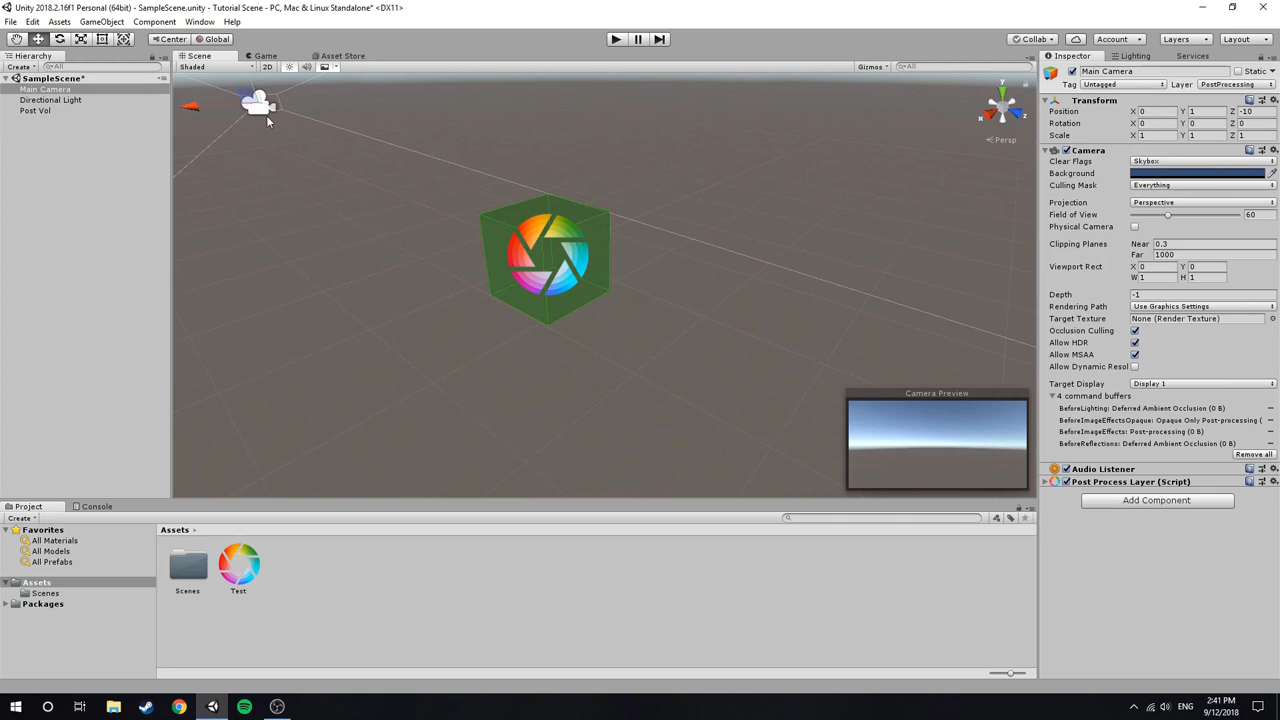 Unity 2018.2.16f1 Personal (64bit) - SampleScene.unity - Tutorial Scene - PC, Mac & Linux Standalone* <DX11>
File Edit Assets GameObject Component Window Help
Center Global Collab Account Layers Layout
Hierarchy Scene Game Asset Store Inspector Lighting Services
Create All Shaded 2D Gizmos All
SampleScene*
Main Camera
Directional Light
Post Vol
Main Camera Static
Tag Untagged Layer PostProcessing
Transform
Position X 0 Y 1 Z -10
Rotation X 0 Y 0 Z 0
Scale X 1 Y 1 Z 1
y
x z
Persp
Camera
Clear Flags Skybox
Background
Culling Mask Everything
Projection Perspective
Field of View 60
Physical Camera
Clipping Planes Near 0.3
Far 1000
Viewport Rect X 0 Y 0
W 1 H 1
Depth -1
Rendering Path Use Graphics Settings
Target Texture None (Render Texture)
Occlusion Culling
Allow HDR
Allow MSAA
Allow Dynamic Resol
Target Display Display 1
4 command buffers
BeforeLighting: Deferred Ambient Occlusion (0 B)
BeforeImageEffectsOpaque: Opaque Only Post-processing (
BeforeImageEffects: Post-processing (0 B)
BeforeReflections: Deferred Ambient Occlusion (0 B)
Remove all
Audio Listener
Post Process Layer (Script)
Add Component
Camera Preview
Project Console
Create
Favorites
All Materials
All Models
All Prefabs
Assets
Scenes
Packages
Assets
Scenes Test
ENG 2:41 PM
9/12/2018